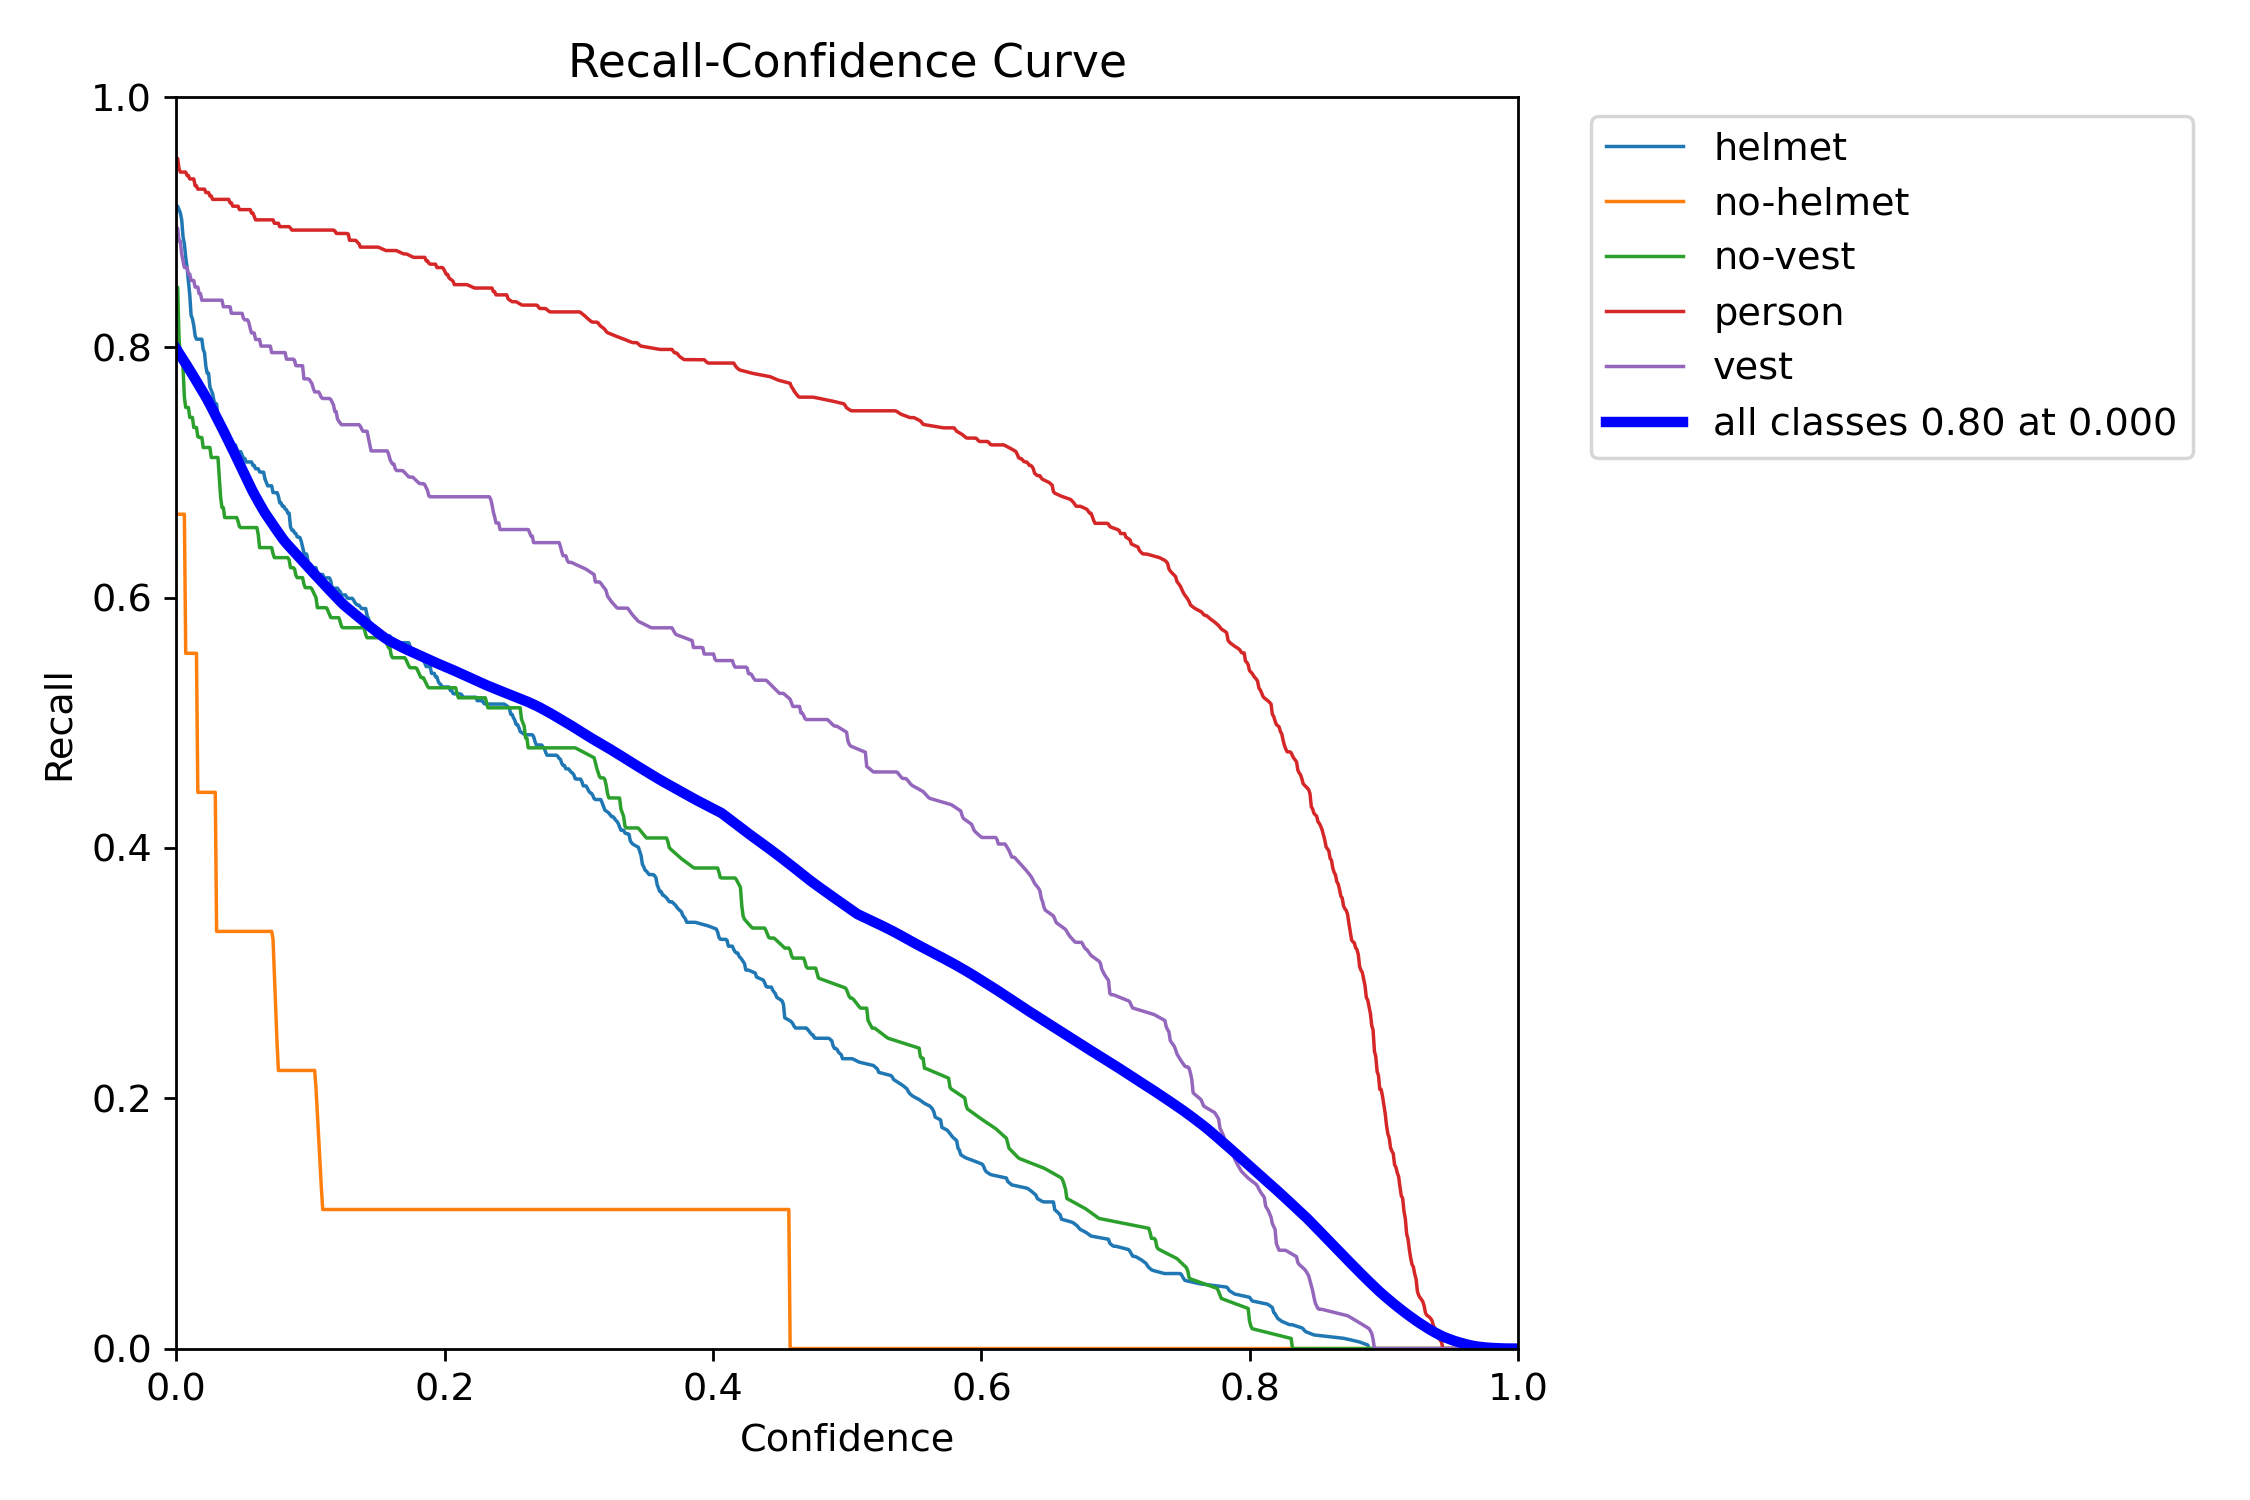 Recall-Confidence Curve
1.0
0.8
0.6
0.4
0.2
0.0
Recall
0.0 0.2 0.4 0.6 0.8 1.0
Confidence
helmet
no-helmet
no-vest
person
vest
all classes 0.80 at 0.000